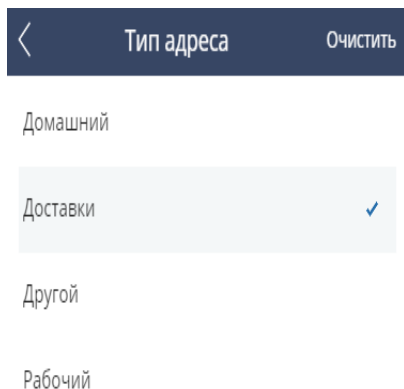 Тип адреса Очистить
Домашний
Доставки
Другой
Рабочий